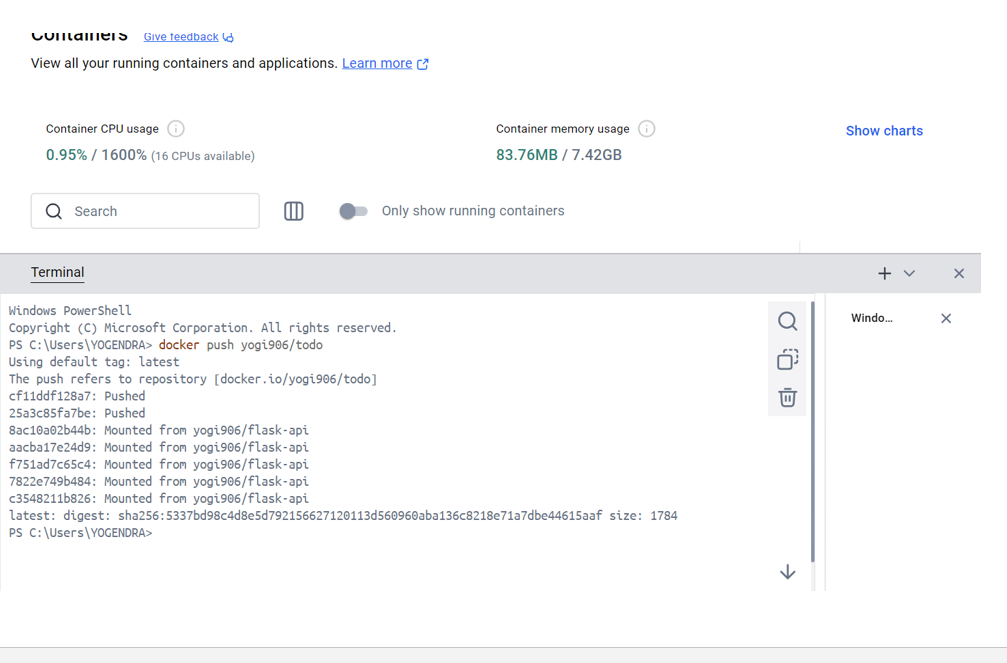 Containers Give feedback
View all your running containers and applications. Learn more
Container CPU usage
0.95% / 1600% (16 CPUs available)
Container memory usage
83.76MB / 7.42GB
Show charts
Search
Only show running containers
Terminal
Windows PowerShell
Copyright (C) Microsoft Corporation. All rights reserved.
PS C:\Users\YOGENDRA> docker push yogi906/todo
Using default tag: latest
The push refers to repository [docker.io/yogi906/todo]
cf11ddf128a7: Pushed
25a3c85fa7be: Pushed
8ac10a02b44b: Mounted from yogi906/flask-api
aacba17e24d9: Mounted from yogi906/flask-api
f751ad7c65c4: Mounted from yogi906/flask-api
7822e749b484: Mounted from yogi906/flask-api
c3548211b826: Mounted from yogi906/flask-api
latest: digest: sha256:5337bd98c4d8e5d792156627120113d560960aba136c8218e71a7dbe44615aaf size: 1784
PS C:\Users\YOGENDRA>
Windo...